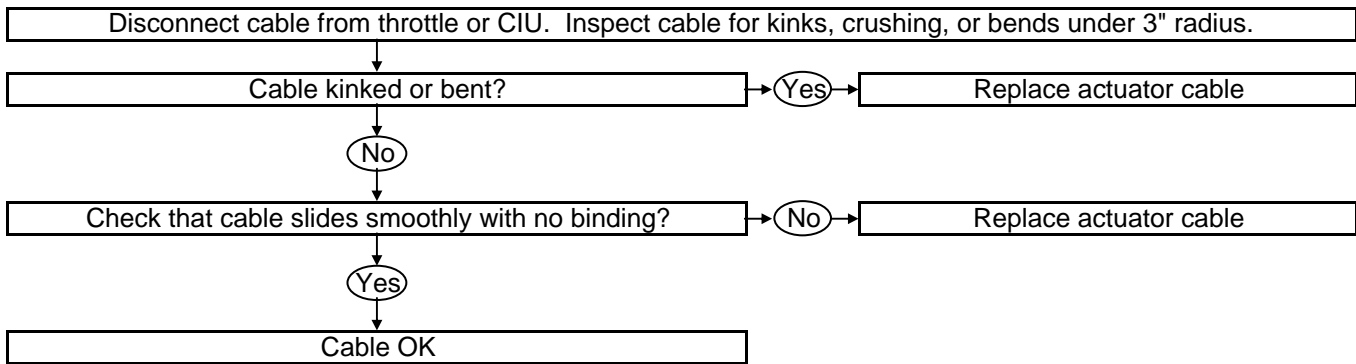 Disconnect cable from throttle or CIU.  Inspect cable for kinks, crushing, or bends under 3" radius.
Cable kinked or bent?
Yes
Replace actuator cable
No
Check that cable slides smoothly with no binding?
No
Replace actuator cable
Yes
Cable OK